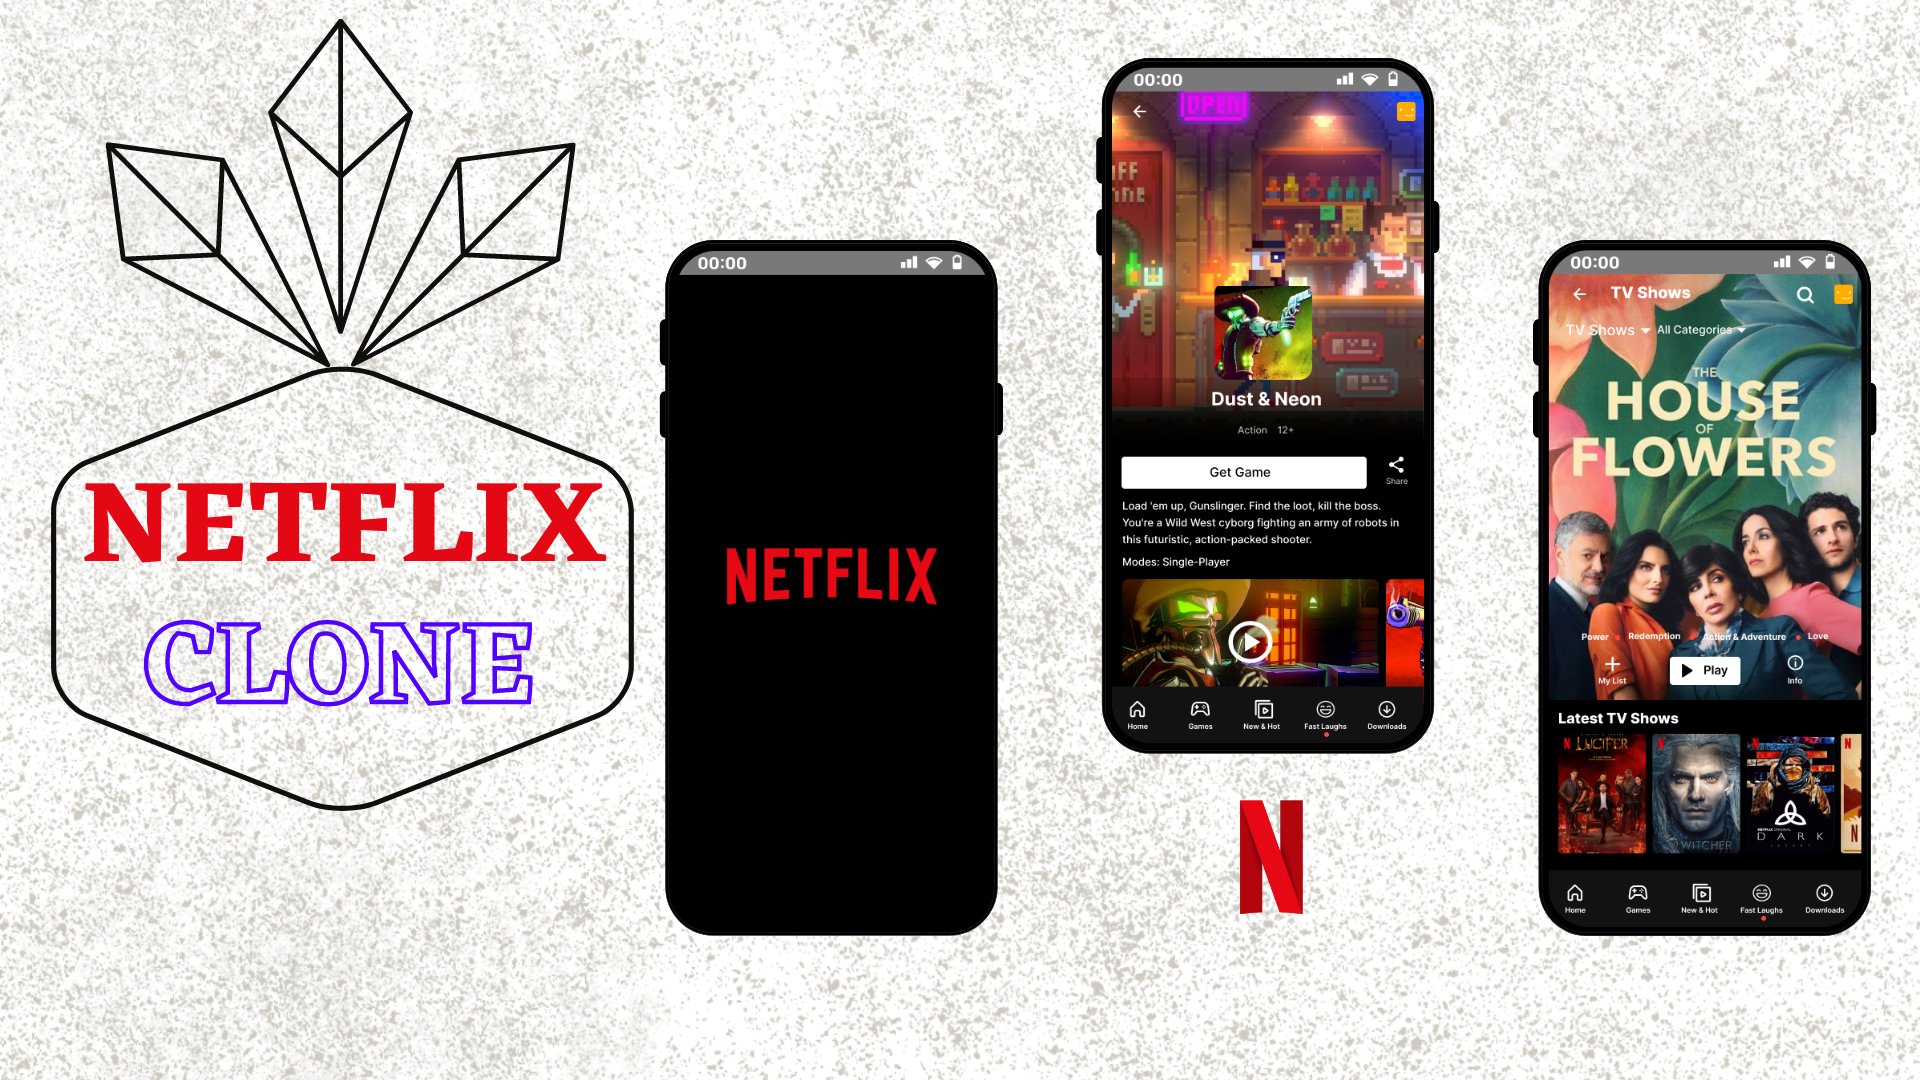 NETFLIX
CLONE
00:00
NETFLIX
00:00
OPEN
Dust & Neon
Action 12+
Get Game
Share
Load 'em up, Gunslinger. Find the loot, kill the boss.
You're a Wild West cyborg fighting an army of robots in
this futuristic, action-packed shooter.
Modes: Single-Player
Home Games New & Hot Fast Laughs Downloads
N
00:00
TV Shows
TV Shows All Categories
THE
HOUSE
OF
FLOWERS
Power Redemption Action & Adventure Love
My List Play Info
Latest TV Shows
N LUCIFER
N
WITCHER
N
DARK
N
N
Home Games New & Hot Fast Laughs Downloads